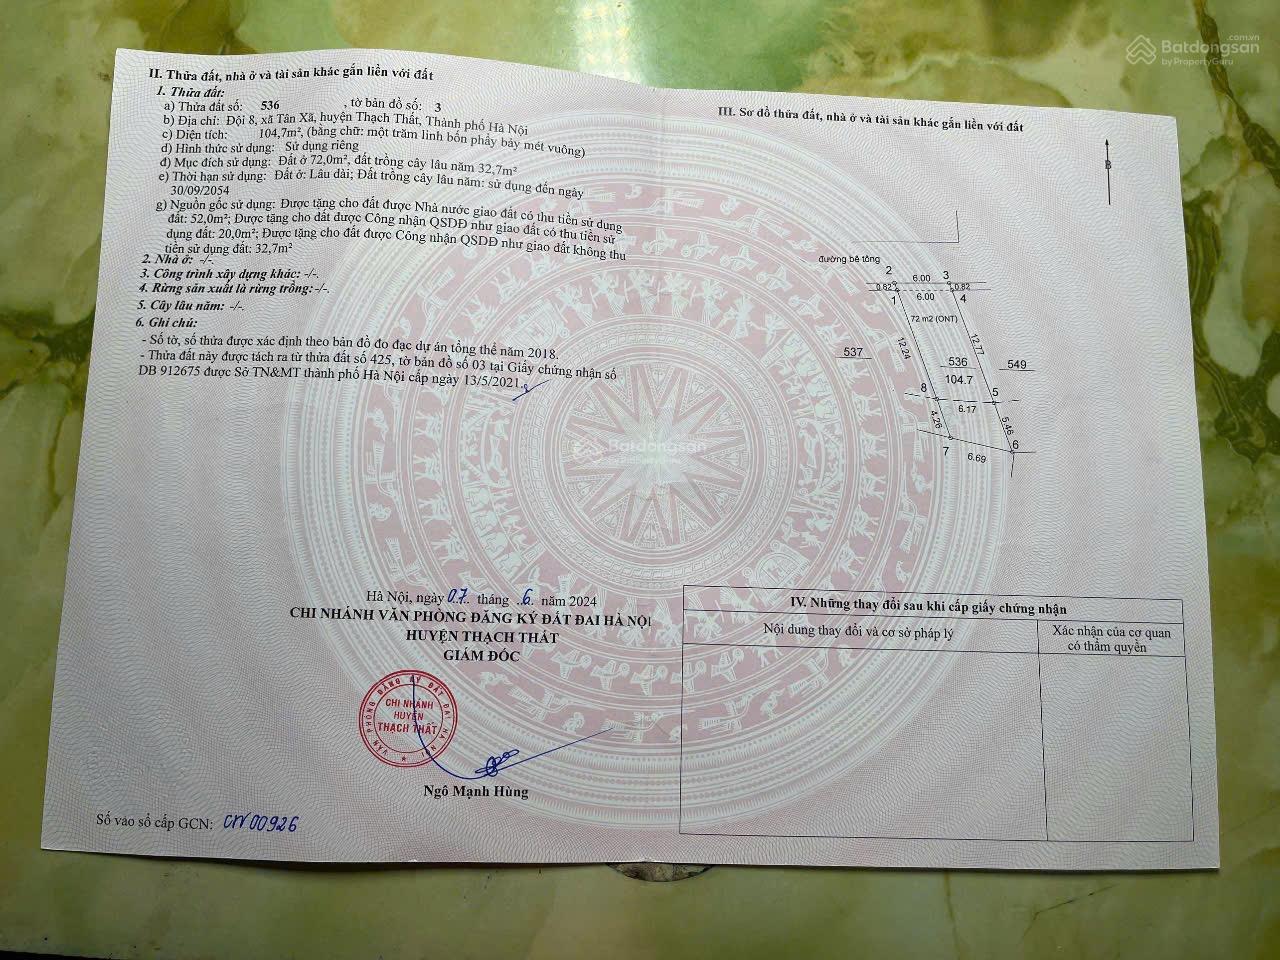 Batdongsan.com.vn
by PropertyGuru
II. Thửa đất, nhà ở và tài sản khác gắn liền với đất
1. Thửa đất:
a) Thửa đất số: 536 , tờ bản đồ số: 3
b) Địa chỉ: Đội 8, xã Tân Xã, huyện Thạch Thất, Thành phố Hà Nội
c) Diện tích: 104,7m², (bằng chữ: một trăm linh bốn phẩy bảy mét vuông)
d) Hình thức sử dụng: Sử dụng riêng
đ) Mục đích sử dụng: Đất ở 72,0m², đất trồng cây lâu năm 32,7m²
e) Thời hạn sử dụng: Đất ở: Lâu dài; Đất trồng cây lâu năm: sử dụng đến ngày
30/09/2054
g) Nguồn gốc sử dụng: Được tặng cho đất được Nhà nước giao đất có thu tiền sử dụng
đất: 52,0m²; Được tặng cho đất được Công nhận QSDĐ như giao đất có thu tiền sử
dụng đất: 20,0m²; Được tặng cho đất được Công nhận QSDĐ như giao đất không thu
tiền sử dụng đất: 32,7m²
2. Nhà ở: -/-.
3. Công trình xây dựng khác: -/-.
4. Rừng sản xuất là rừng trồng: -/-.
5. Cây lâu năm: -/-.
6. Ghi chú:
- Số tờ, số thửa được xác định theo bản đồ đo đạc dự án tổng thể năm 2018.
- Thửa đất này được tách ra từ thửa đất số 425, tờ bản đồ số 03 tại Giấy chứng nhận số
DB 912675 được Sở TN&MT thành phố Hà Nội cấp ngày 13/5/2021.
Hà Nội, ngày 07. tháng .6. năm 2024
CHI NHÁNH VĂN PHÒNG ĐĂNG KÝ ĐẤT ĐAI HÀ NỘI
HUYỆN THẠCH THẤT
GIÁM ĐỐC
VĂN PHÒNG ĐĂNG KÝ ĐẤT ĐAI HÀ NỘI
CHI NHÁNH
HUYỆN
THẠCH THẤT
Ngô Mạnh Hùng
Số vào sổ cấp GCN: CN 00926
III. Sơ đồ thửa đất, nhà ở và tài sản khác gắn liền với đất
B
đường bê tông
2 6.00 3
0.82 0.82
1 6.00 4
72 m2 (ONT)
12.24
12.77
537
536
104.7
549
8
5
6.17
4.26
5.46
7
6.69
6
Batdongsan
by PropertyGuru
IV. Những thay đổi sau khi cấp giấy chứng nhận
Nội dung thay đổi và cơ sở pháp lý
Xác nhận của cơ quan
có thẩm quyền